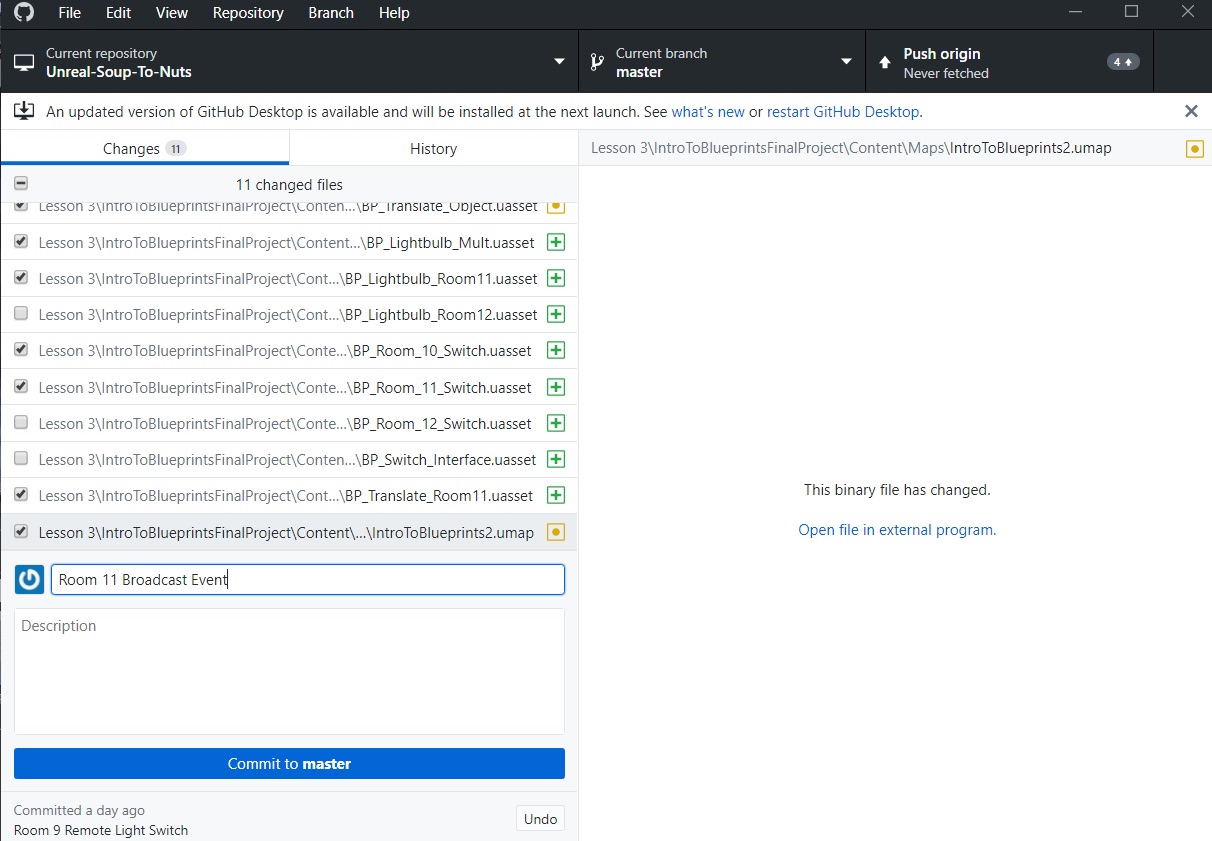 File Edit View Repository Branch Help
Current repository
Unreal-Soup-To-Nuts
Current branch
master
Push origin
Never fetched
4
An updated version of GitHub Desktop is available and will be installed at the next launch. See what's new or restart GitHub Desktop.
Changes 11
History
Lesson 3\IntroToBlueprintsFinalProject\Content\Maps\IntroToBlueprints2.umap
11 changed files
Lesson 3\IntroToBlueprintsFinalProject\Conten...\BP_Translate_Object.uasset
Lesson 3\IntroToBlueprintsFinalProject\Content...\BP_Lightbulb_Mult.uasset
Lesson 3\IntroToBlueprintsFinalProject\Cont...\BP_Lightbulb_Room11.uasset
Lesson 3\IntroToBlueprintsFinalProject\Cont...\BP_Lightbulb_Room12.uasset
Lesson 3\IntroToBlueprintsFinalProject\Conte...\BP_Room_10_Switch.uasset
Lesson 3\IntroToBlueprintsFinalProject\Conte...\BP_Room_11_Switch.uasset
Lesson 3\IntroToBlueprintsFinalProject\Conte...\BP_Room_12_Switch.uasset
Lesson 3\IntroToBlueprintsFinalProject\Conten...\BP_Switch_Interface.uasset
Lesson 3\IntroToBlueprintsFinalProject\Cont...\BP_Translate_Room11.uasset
Lesson 3\IntroToBlueprintsFinalProject\Content\...\IntroToBlueprints2.umap
Room 11 Broadcast Event
Description
Commit to master
Committed a day ago
Room 9 Remote Light Switch
Undo
This binary file has changed.
Open file in external program.